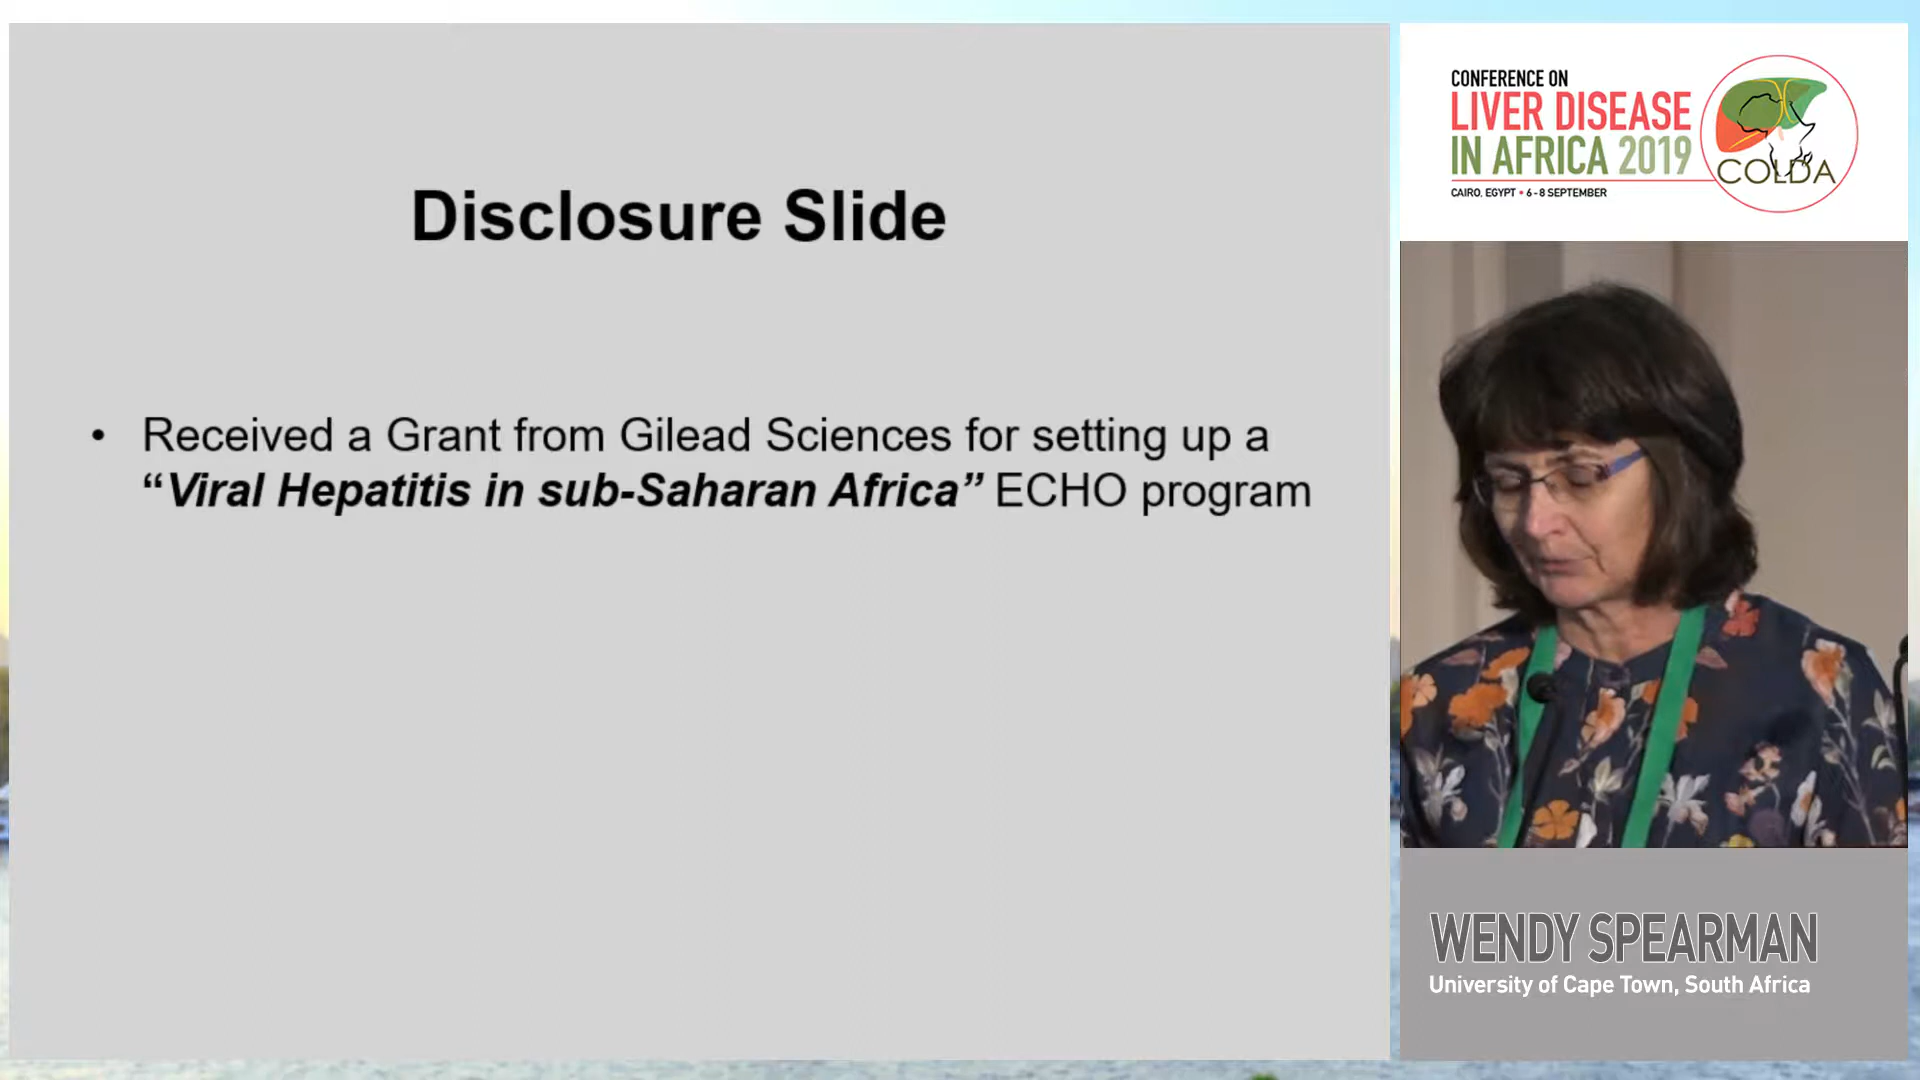 Disclosure Slide
• Received a Grant from Gilead Sciences for setting up a
“Viral Hepatitis in sub-Saharan Africa” ECHO program
CONFERENCE ON
LIVER DISEASE
IN AFRICA 2019
CAIRO, EGYPT • 6-8 SEPTEMBER
COLDA
WENDY SPEARMAN
University of Cape Town, South Africa